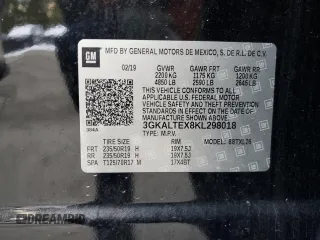 GM
MFD BY GENERAL MOTORS DE MEXICO, S. DE R.L. DE C.V.
02/19 GVWR GAWR FRT GAWR RR
2200 KG 1175 KG 1200 KG
4850 LB 2590 LB 2645 LB
THIS VEHICLE CONFORMS TO ALL APPLICABLE
U.S. FEDERAL MOTOR VEHICLE
SAFETY, BUMPER, AND THEFT
PREVENTION STANDARDS IN
EFFECT ON THE DATE OF
MANUFACTURE SHOWN ABOVE.
3GKALTEX8KL298018
TYPE: M.P.V. MODEL:
TIRE SIZE RIM
FRT 235/50R19 H 19X7.5J
RR 235/50R19 H 19X7.5J
SPA T125/70R17 M 17X4BT